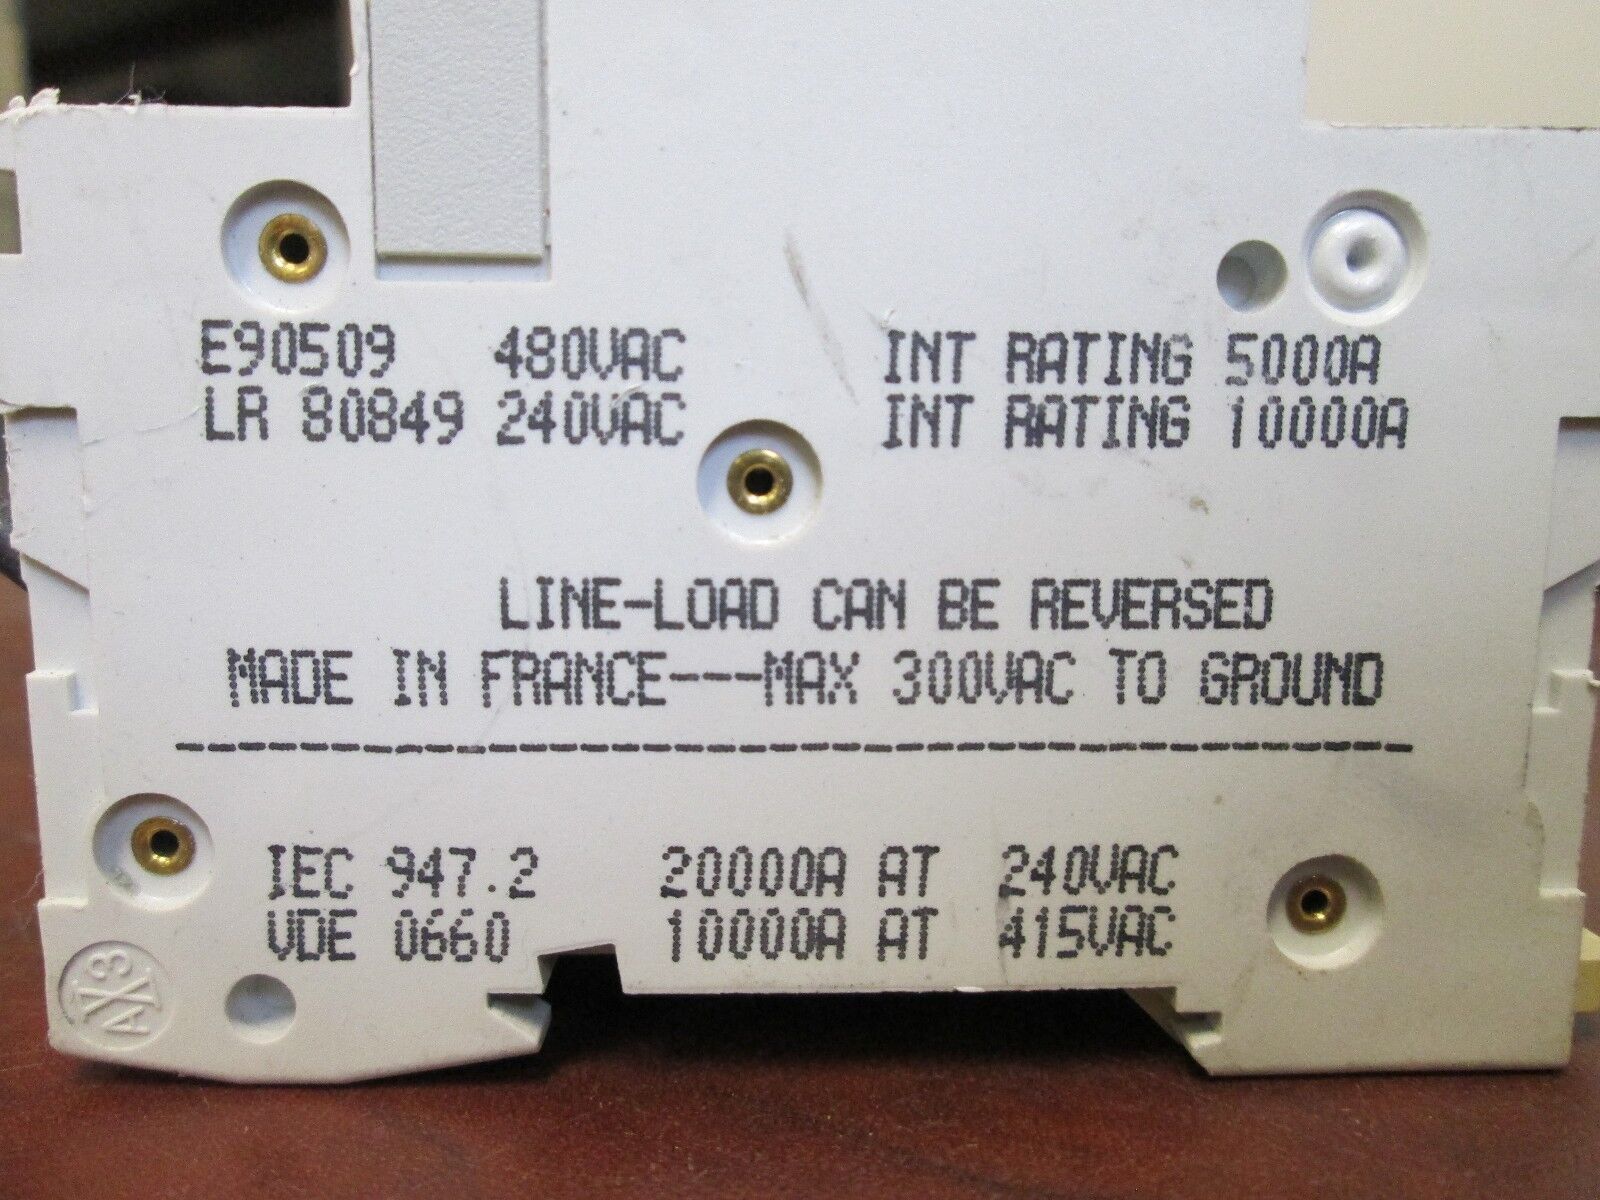 E90509 480VAC INT RATING 5000A
LR 80849 240VAC INT RATING 10000A
LINE-LOAD CAN BE REVERSED
MADE IN FRANCE---MAX 300VAC TO GROUND
--------------------------------------
IEC 947.2 20000A AT 240VAC
VDE 0660 10000A AT 415VAC